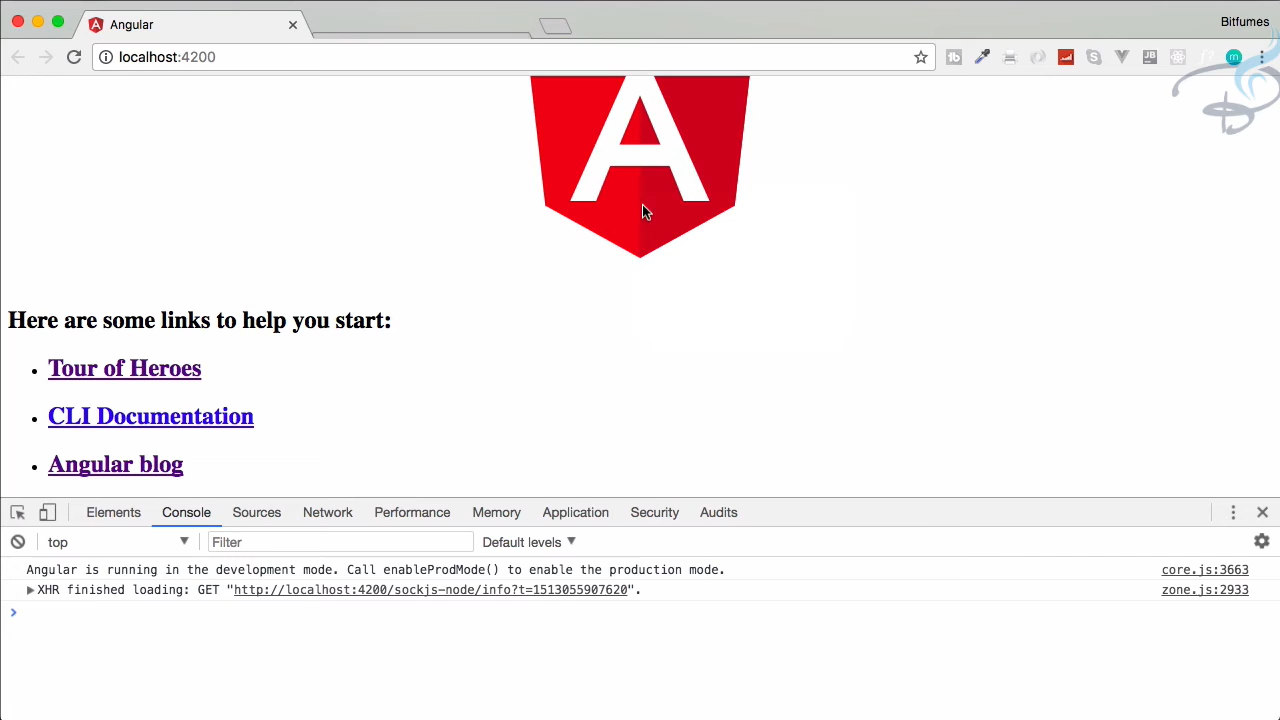 Angular
Bitfumes
localhost:4200
Here are some links to help you start:
Tour of Heroes
CLI Documentation
Angular blog
Elements Console Sources Network Performance Memory Application Security Audits
top Filter Default levels
Angular is running in the development mode. Call enableProdMode() to enable the production mode. core.js:3663
XHR finished loading: GET "http://localhost:4200/sockjs-node/info?t=1513055907620". zone.js:2933